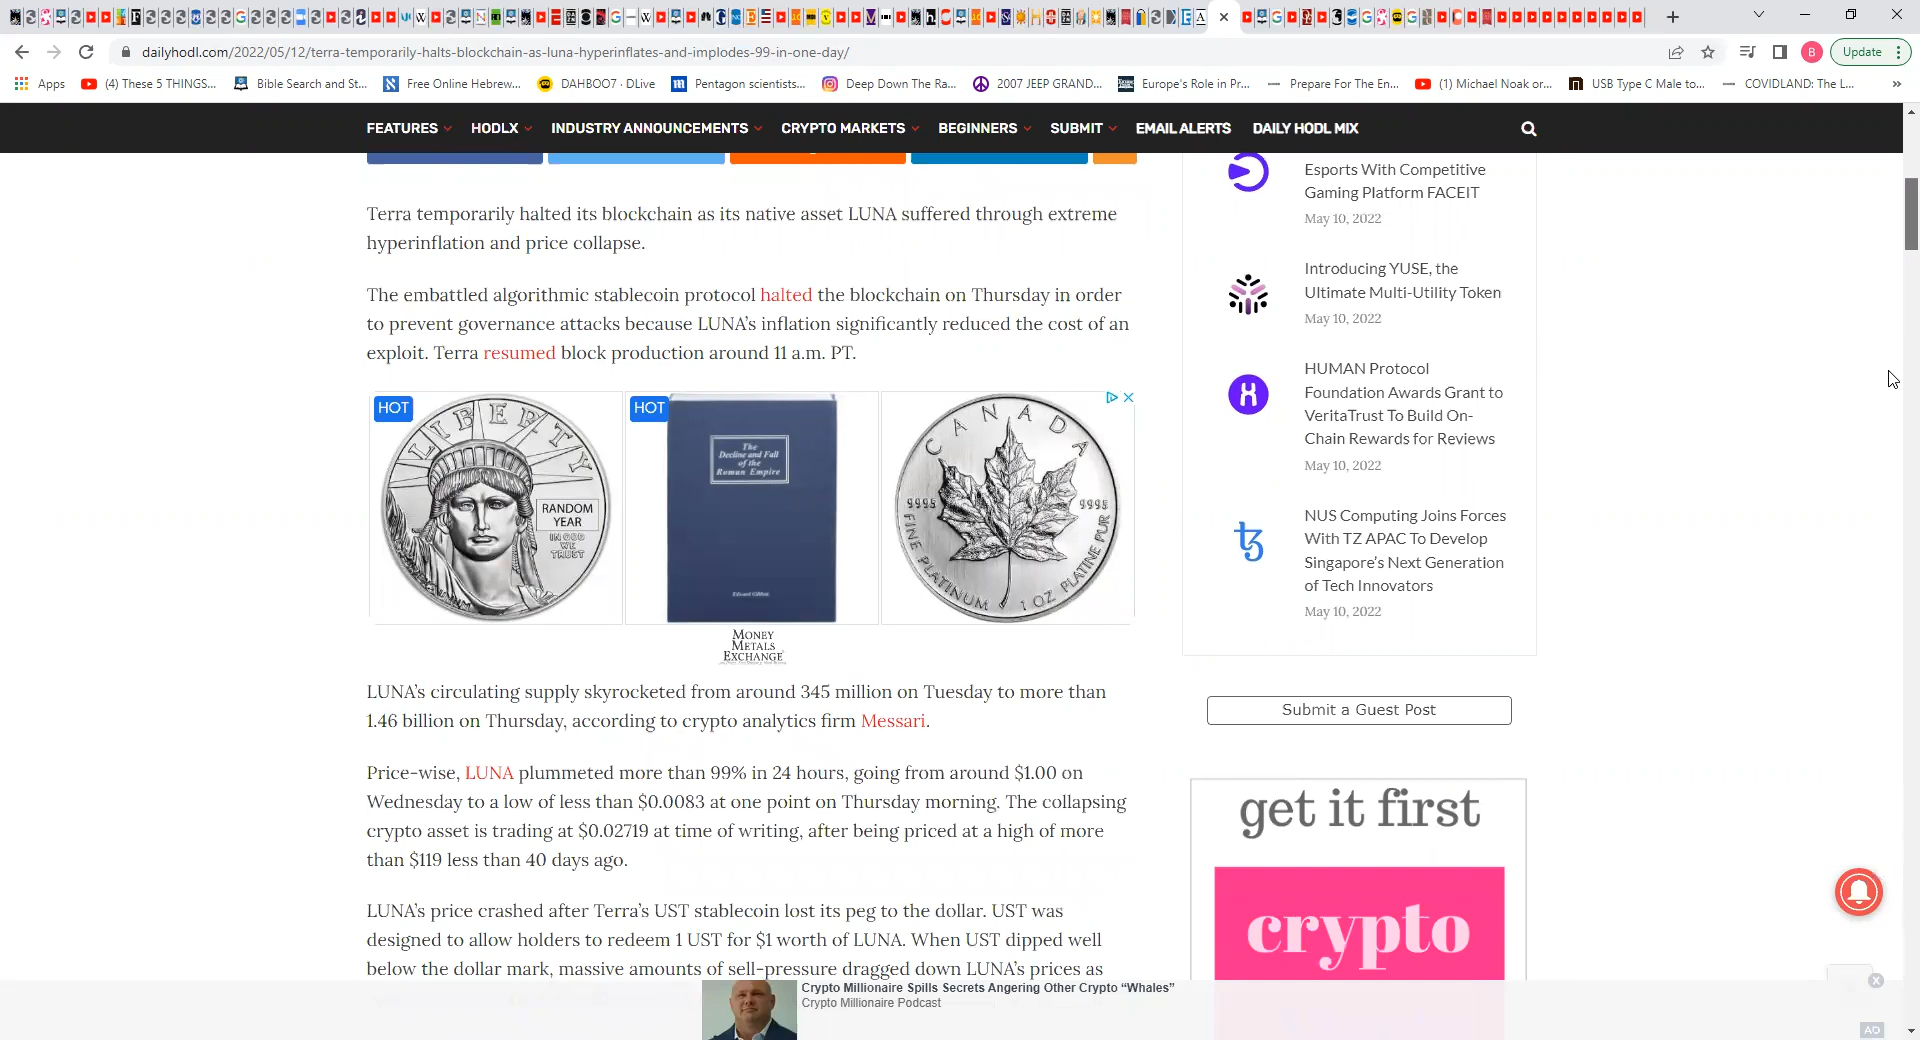 dailyhodl.com/2022/05/12/terra-temporarily-halts-blockchain-as-luna-hyperinflates-and-implodes-99-in-one-day/
B
Update
Apps
(4) These 5 THINGS...
Bible Search and St...
Free Online Hebrew...
DAHBOO7 · DLive
Pentagon scientists...
Deep Down The Ra...
2007 JEEP GRAND...
Europe's Role in Pr...
Prepare For The En...
(1) Michael Noak or...
USB Type C Male to...
COVIDLAND: The L...
»
FEATURES
HODLX
INDUSTRY ANNOUNCEMENTS
CRYPTO MARKETS
BEGINNERS
SUBMIT
EMAIL ALERTS
DAILY HODL MIX
Terra temporarily halted its blockchain as its native asset LUNA suffered through extreme
hyperinflation and price collapse.
The embattled algorithmic stablecoin protocol halted the blockchain on Thursday in order
to prevent governance attacks because LUNA's inflation significantly reduced the cost of an
exploit. Terra resumed block production around 11 a.m. PT.
HOT
LIBERTY
RANDOM
YEAR
IN GOD
WE
TRUST
HOT
The
Decline and Fall
of the
Roman Empire
Edward Gibbon
CANADA
9995
9995
FINE PLATINUM 1 OZ PLATINE PUR
MONEY
METALS
EXCHANGE
LUNA's circulating supply skyrocketed from around 345 million on Tuesday to more than
1.46 billion on Thursday, according to crypto analytics firm Messari.
Price-wise, LUNA plummeted more than 99% in 24 hours, going from around $1.00 on
Wednesday to a low of less than $0.0083 at one point on Thursday morning. The collapsing
crypto asset is trading at $0.02719 at time of writing, after being priced at a high of more
than $119 less than 40 days ago.
LUNA's price crashed after Terra's UST stablecoin lost its peg to the dollar. UST was
designed to allow holders to redeem 1 UST for $1 worth of LUNA. When UST dipped well
below the dollar mark, massive amounts of sell-pressure dragged down LUNA's prices as
Esports With Competitive
Gaming Platform FACEIT
May 10, 2022
Introducing YUSE, the
Ultimate Multi-Utility Token
May 10, 2022
HUMAN Protocol
Foundation Awards Grant to
VeritaTrust To Build On-
Chain Rewards for Reviews
May 10, 2022
NUS Computing Joins Forces
With TZ APAC To Develop
Singapore's Next Generation
of Tech Innovators
May 10, 2022
Submit a Guest Post
get it first
crypto
Crypto Millionaire Spills Secrets Angering Other Crypto “Whales”
Crypto Millionaire Podcast
AD